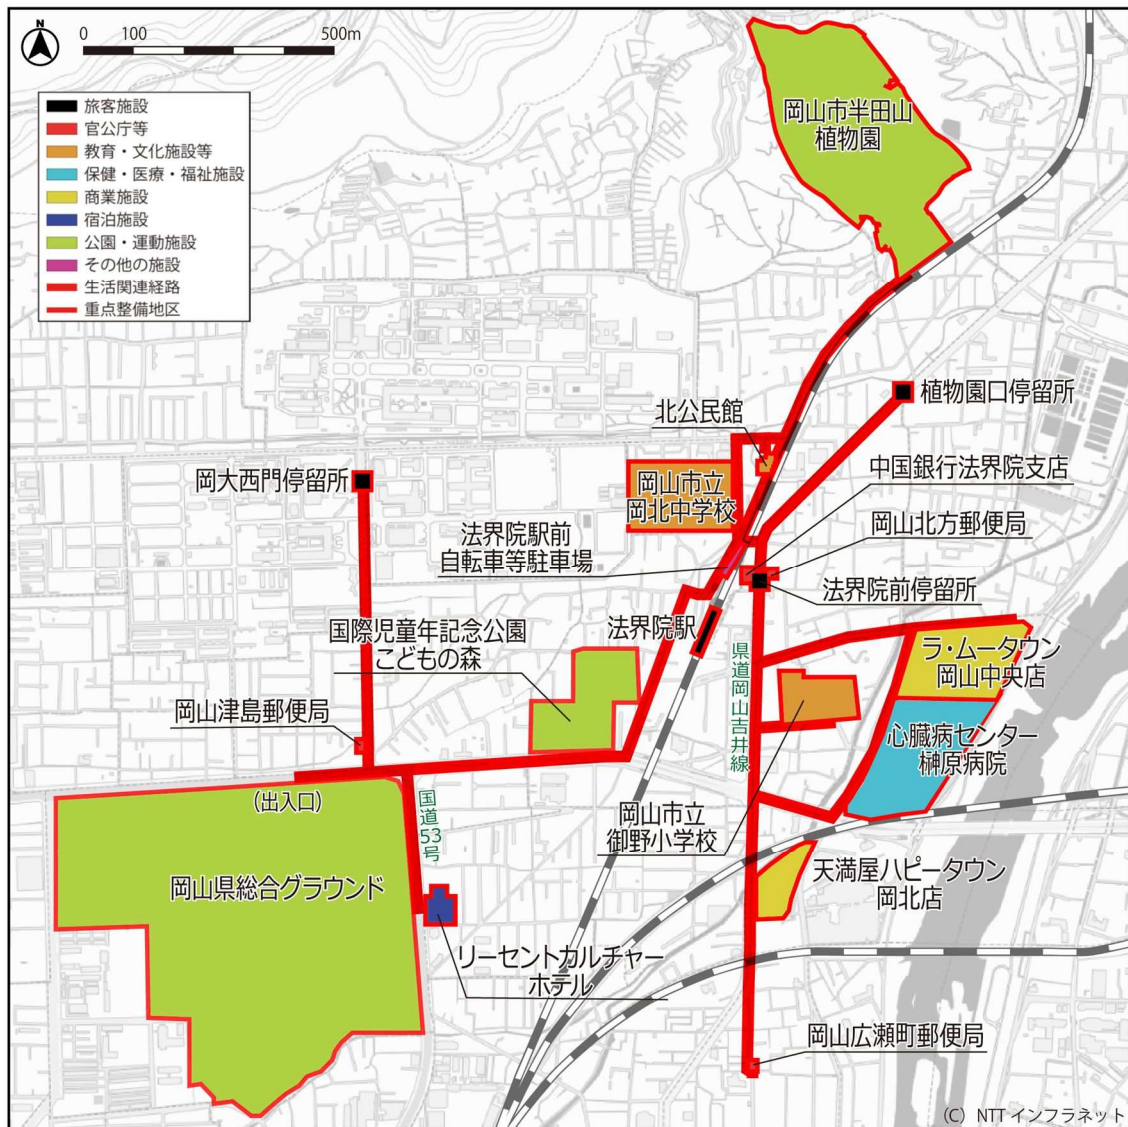 N
0 100 500m
旅客施設
官公庁等
教育・文化施設等
保健・医療・福祉施設
商業施設
宿泊施設
公園・運動施設
その他の施設
生活関連経路
重点整備地区
岡山市半田山
植物園
植物園口停留所
北公民館
中国銀行法界院支店
岡大西門停留所
岡山市立
岡北中学校
岡山北方郵便局
法界院駅前
自転車等駐車場
法界院前停留所
法界院駅
国際児童年記念公園
こどもの森
県道岡山吉井線
ラ・ムータウン
岡山中央店
岡山津島郵便局
心臓病センター
榊原病院
(出入口)
国道53号
岡山市立
御野小学校
岡山県総合グラウンド
天満屋ハピータウン
岡北店
リーセントカルチャー
ホテル
岡山広瀬町郵便局
(C) NTTインフラネット